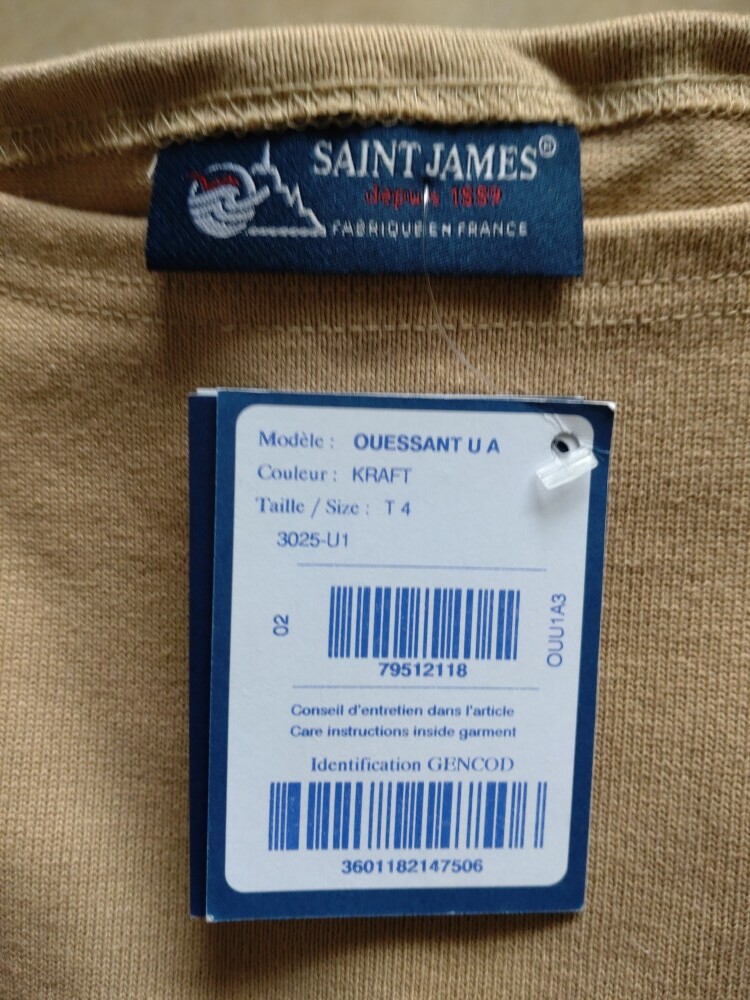 SAINT JAMES®
depuis 1889
FABRIQUÉ EN FRANCE
Modèle : OUESSANT U A
Couleur : KRAFT
Taille / Size : T 4
3025-U1
02
79512118
OUU1A3
Conseil d'entretien dans l'article
Care instructions inside garment
Identification GENCOD
3601182147506